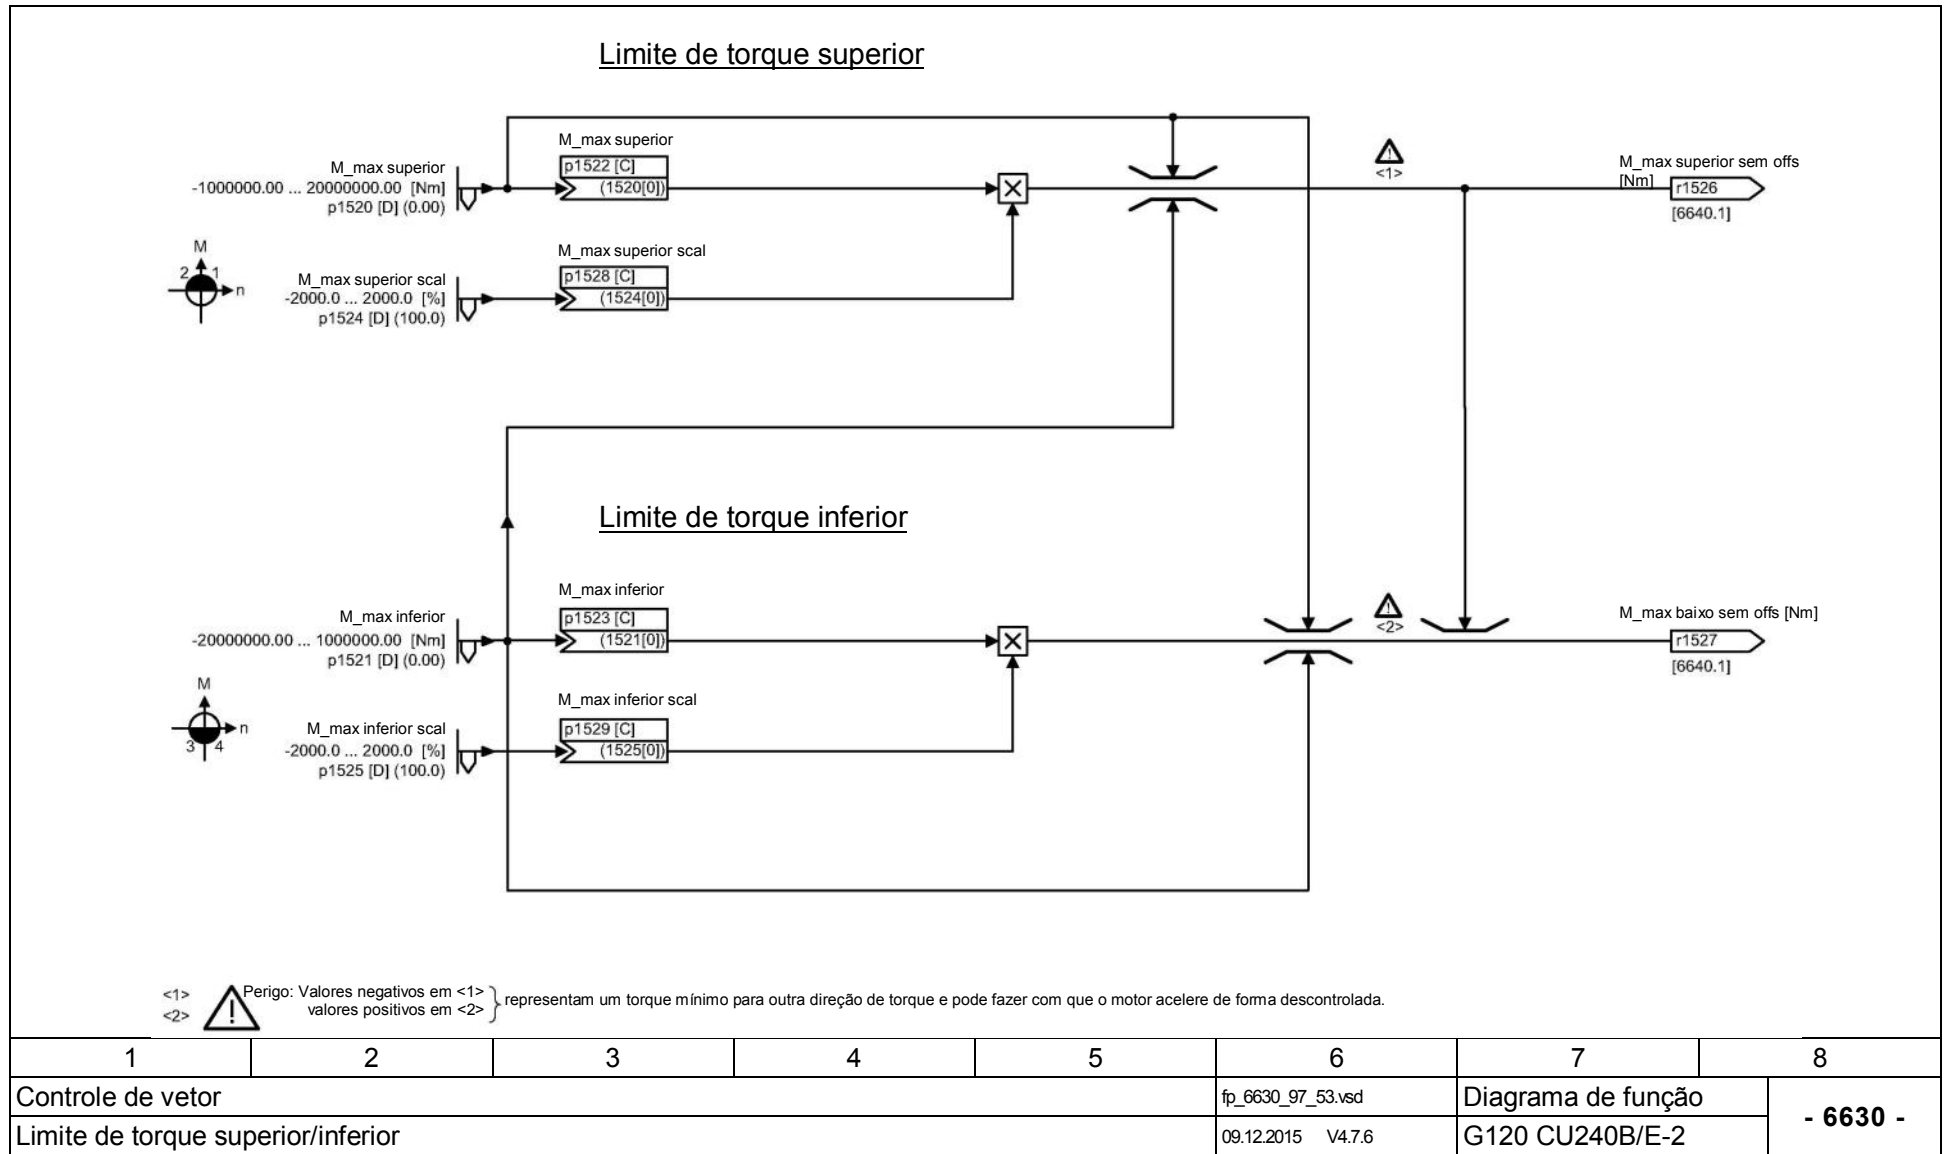 Limite de torque superior
M_max superior
M_max superior
-1000000.00 ... 20000000.00 [Nm]
p1520 [D] (0.00)
p1522 [C]
(1520[0])
<1>
M_max superior sem offs
[Nm]
r1526
[6640.1]
M
2 1
n
M_max superior scal
M_max superior scal
-2000.0 ... 2000.0 [%]
p1524 [D] (100.0)
p1528 [C]
(1524[0])
Limite de torque inferior
M_max inferior
M_max inferior
-20000000.00 ... 1000000.00 [Nm]
p1521 [D] (0.00)
p1523 [C]
(1521[0])
<2>
M_max baixo sem offs [Nm]
r1527
[6640.1]
M
n
3 4
M_max inferior scal
M_max inferior scal
-2000.0 ... 2000.0 [%]
p1525 [D] (100.0)
p1529 [C]
(1525[0])
<1>
<2>
Perigo: Valores negativos em <1>
valores positivos em <2>
representam um torque mínimo para outra direção de torque e pode fazer com que o motor acelere de forma descontrolada.
1 2 3 4 5 6 7 8
Controle de vetor
fp_6630_97_53.vsd
Diagrama de função
- 6630 -
Limite de torque superior/inferior
09.12.2015 V4.7.6
G120 CU240B/E-2